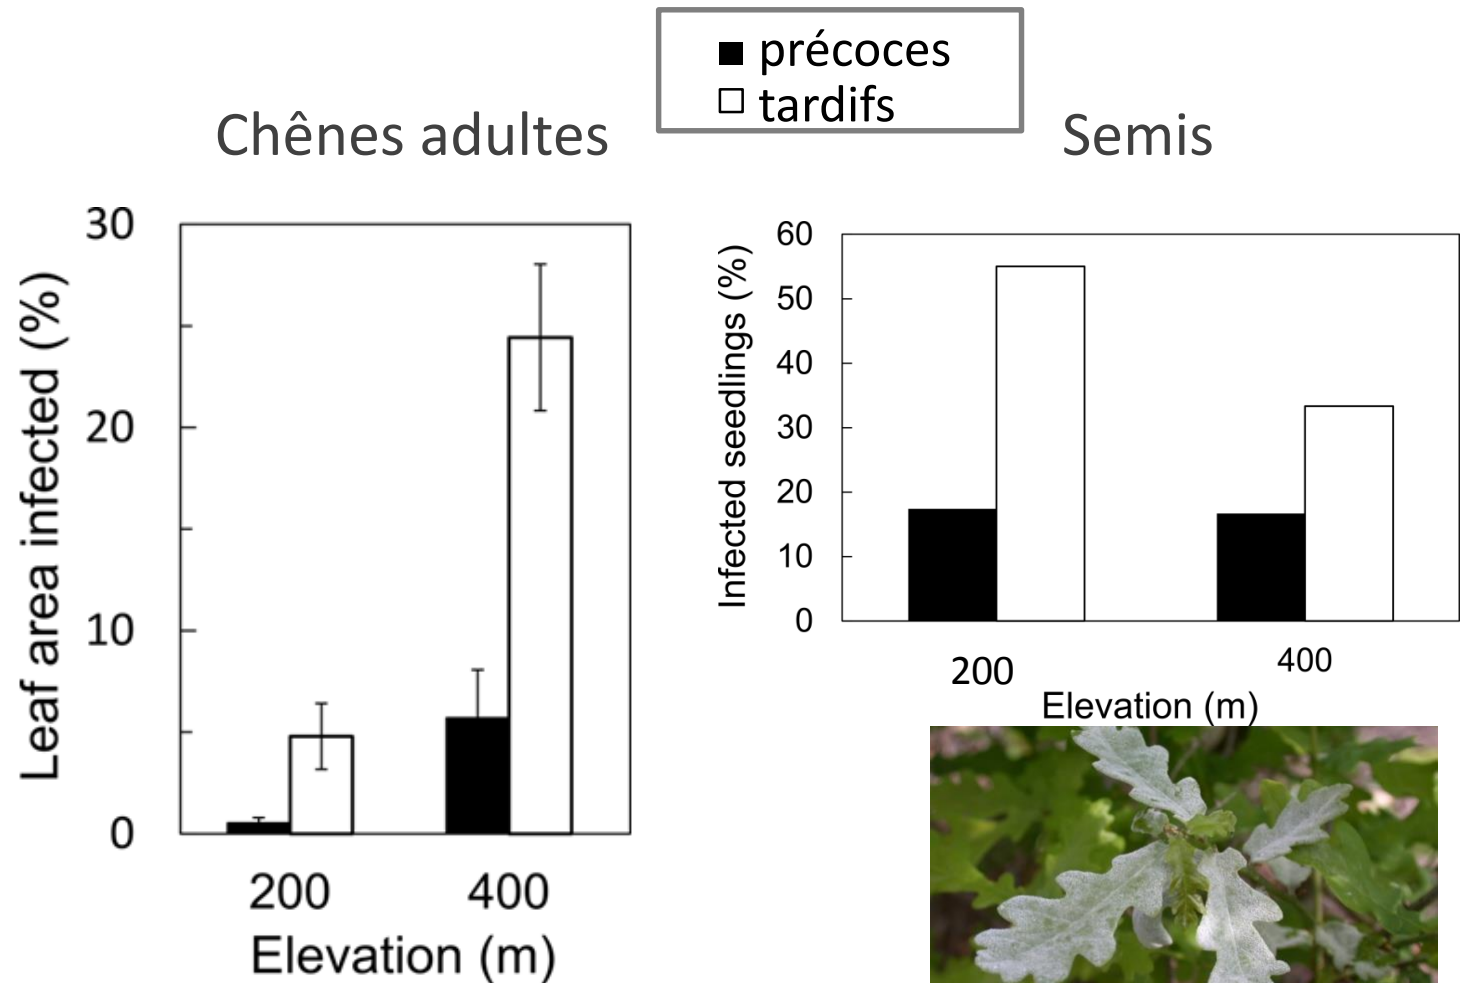 précoces
tardifs
Chênes adultes
Semis
30
20
10
0
Leaf area infected (%)
200 400
Elevation (m)
60
50
40
30
20
10
0
Infected seedlings (%)
200 400
Elevation (m)